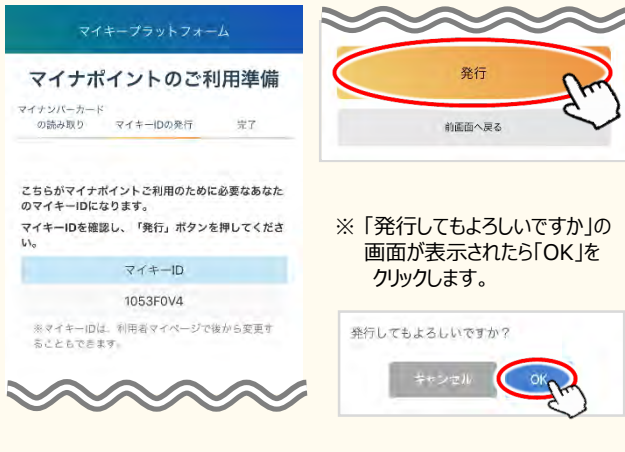 マイキープラットフォーム
マイナポイントのご利用準備
マイナンバーカード
の読み取り
マイキーIDの発行
完了
こちらがマイナポイントご利用のために必要なあなた
のマイキーIDになります。
マイキーIDを確認し、「発行」ボタンを押してくださ
い。
マイキーID
1053F0V4
※マイキーIDは、利用者マイページで後から変更す
ることもできます。
発行
前画面へ戻る
※「発行してもよろしいですか」の
画面が表示されたら「OK」を
クリックします。
発行してもよろしいですか？
キャンセル
OK